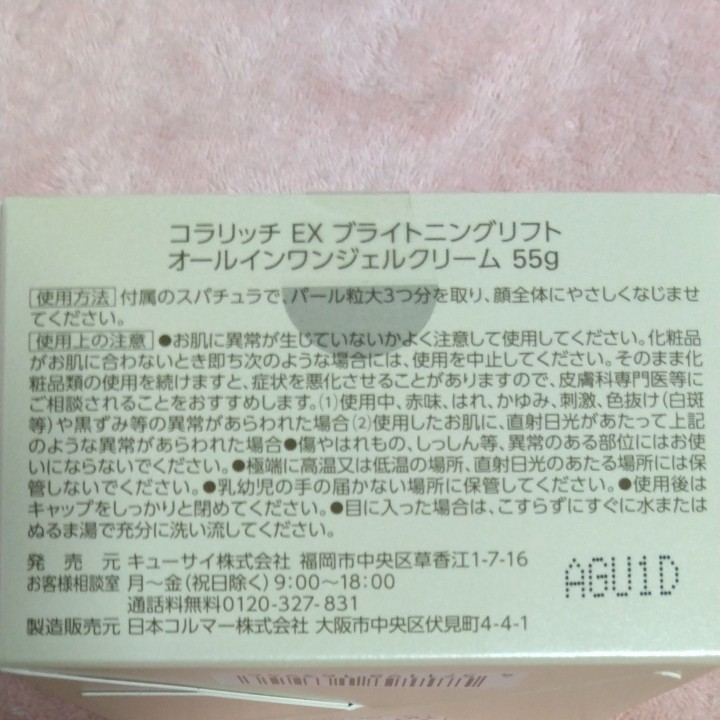 コラリッチ EX ブライトニングリフト
オールインワンジェルクリーム 55g
使用方法 付属のスパチュラで、パール粒大3つ分を取り、顔全体にやさしくなじませ
てください。
使用上の注意 ●お肌に異常が生じていないかよく注意して使用してください。化粧品
がお肌に合わないとき即ち次のような場合には、使用を中止してください。そのまま化
粧品類の使用を続けますと、症状を悪化させることがありますので、皮膚科専門医等に
ご相談されることをおすすめします。(1)使用中、赤味、はれ、かゆみ、刺激、色抜け(白斑
等)や黒ずみ等の異常があらわれた場合(2)使用したお肌に、直射日光があたって上記
のような異常があらわれた場合●傷やはれもの、しっしん等、異常のある部位にはお使
いにならないでください。●極端に高温又は低温の場所、直射日光のあたる場所には保
管しないでください。●乳幼児の手の届かない場所に保管してください。●使用後は
キャップをしっかりと閉めてください。●目に入った場合は、こすらずにすぐに水または
ぬるま湯で充分に洗い流してください。
発売元 キューサイ株式会社 福岡市中央区草香江1-7-16
お客様相談室 月〜金(祝日除く)9:00〜18:00
通話料無料0120-327-831
製造販売元 日本コルマー株式会社 大阪市中央区伏見町4-4-1
AGU1D